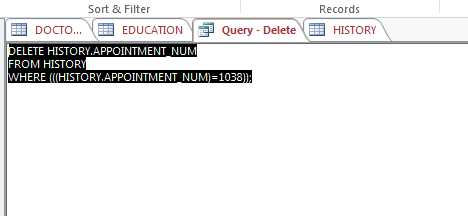 Sort & Filter
Records
DOCTO...
EDUCATION
Query - Delete
HISTORY
DELETE HISTORY.APPOINTMENT_NUM
FROM HISTORY
WHERE (((HISTORY.APPOINTMENT_NUM)=1038));